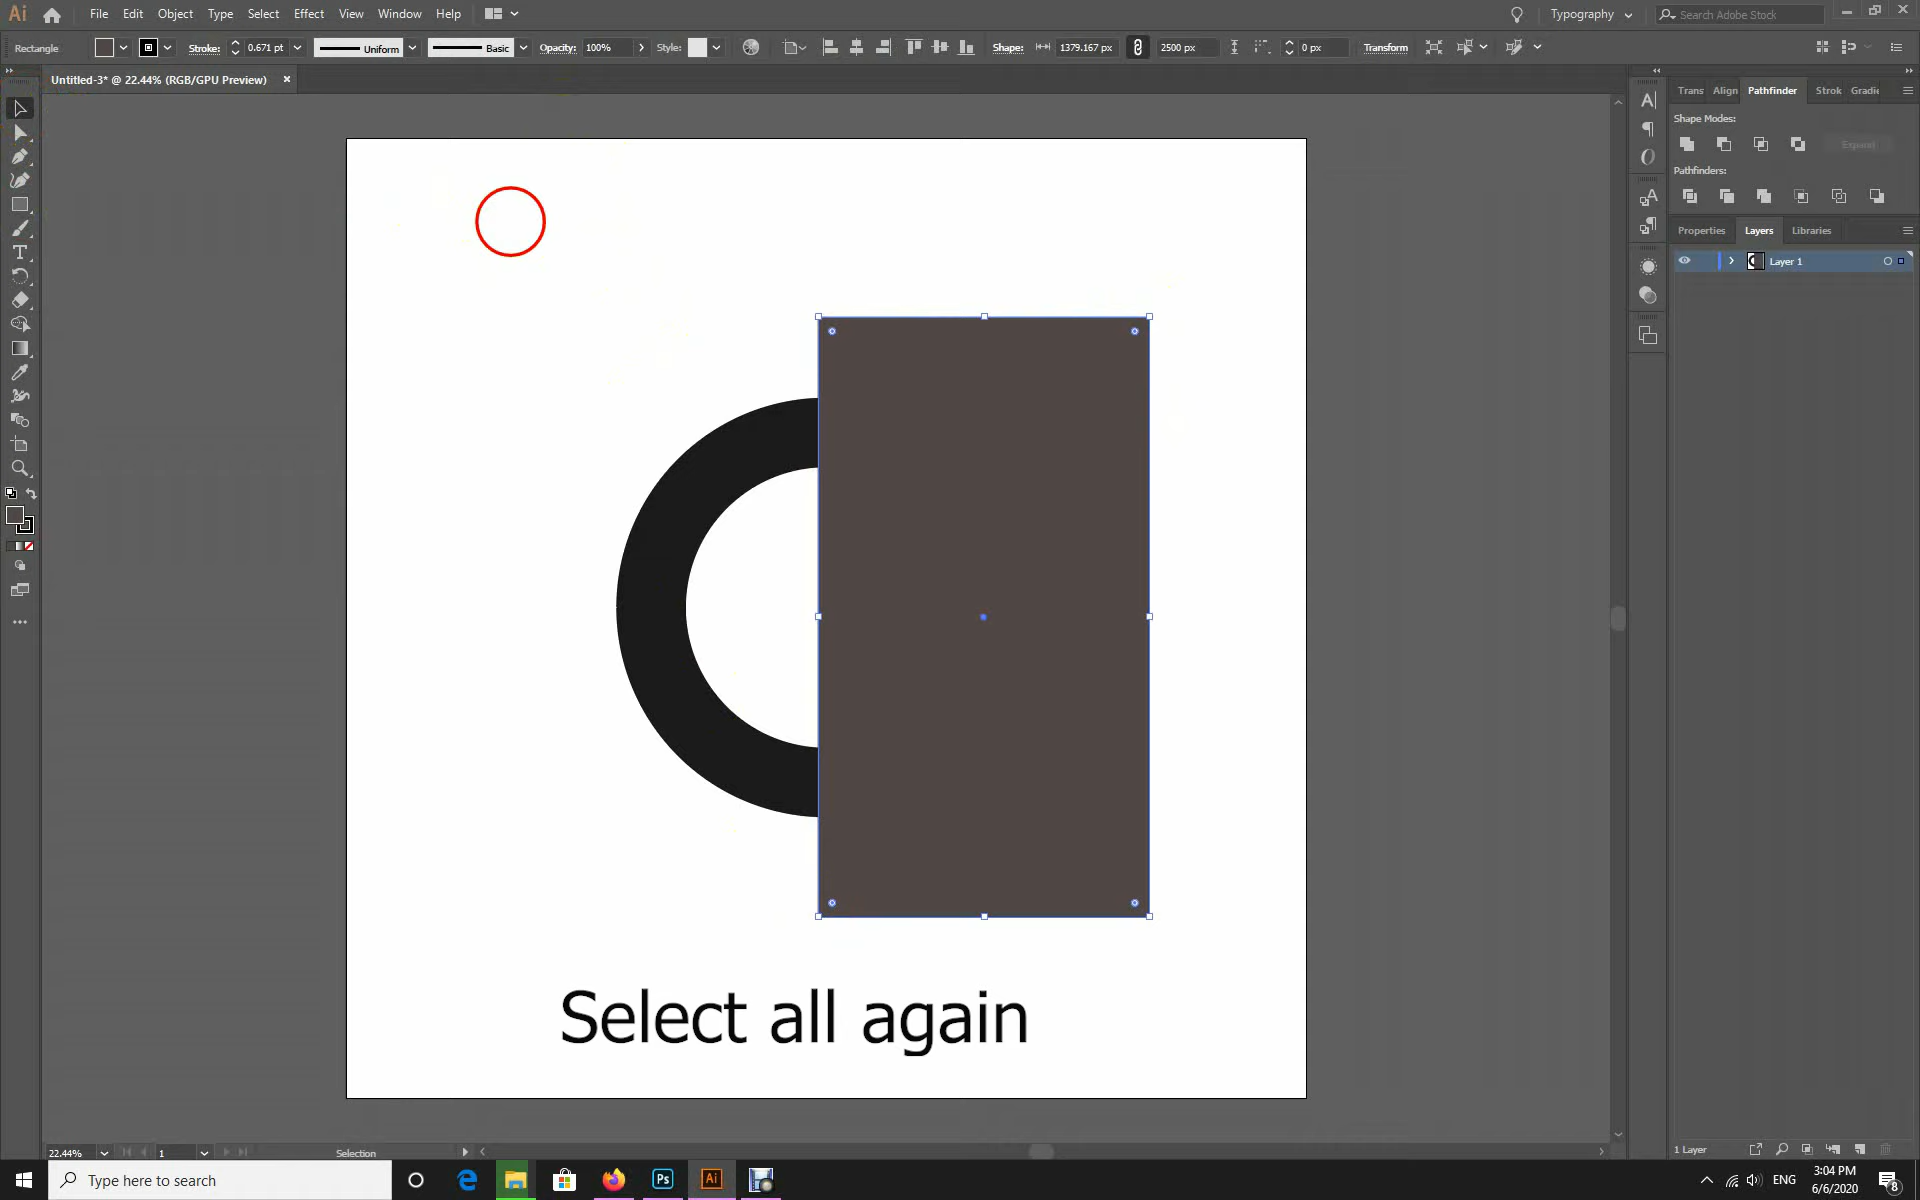 Ai File Edit Object Type Select Effect View Window Help Typography Search Adobe Stock
Rectangle Stroke: 0.671 pt Uniform Basic Opacity: 100% Style: Shape: 1379.167 px 2500 px 0 px Transform
Untitled-3* @ 22.44% (RGB/GPU Preview)
Trans Align Pathfinder Strok Gradie
Shape Modes:
Expand
Pathfinders:
Properties Layers Libraries
Layer 1
Select all again
22.44% 1 Selection 1 Layer
Type here to search Ps Ai ENG 3:04 PM
6/6/2020 8